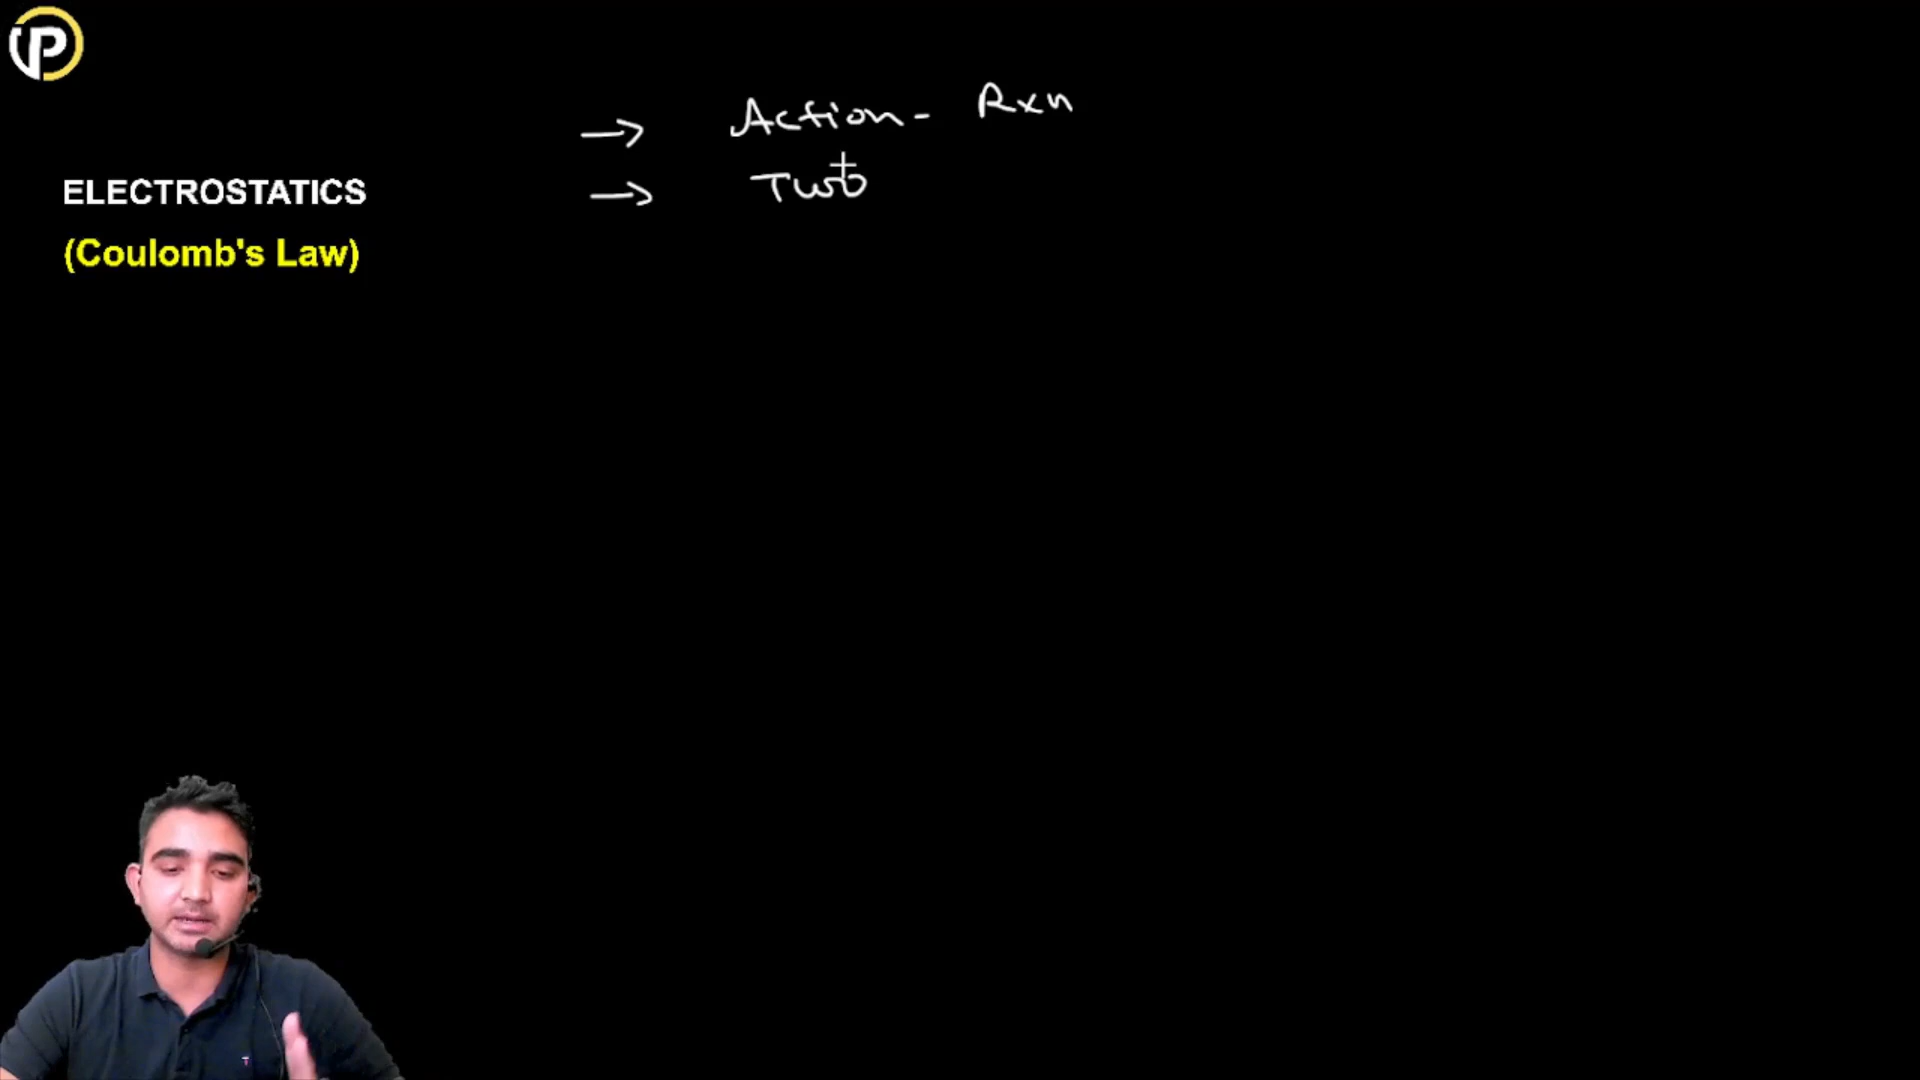 P
→ Action - Rxn
ELECTROSTATICS
→ Two
(Coulomb's Law)